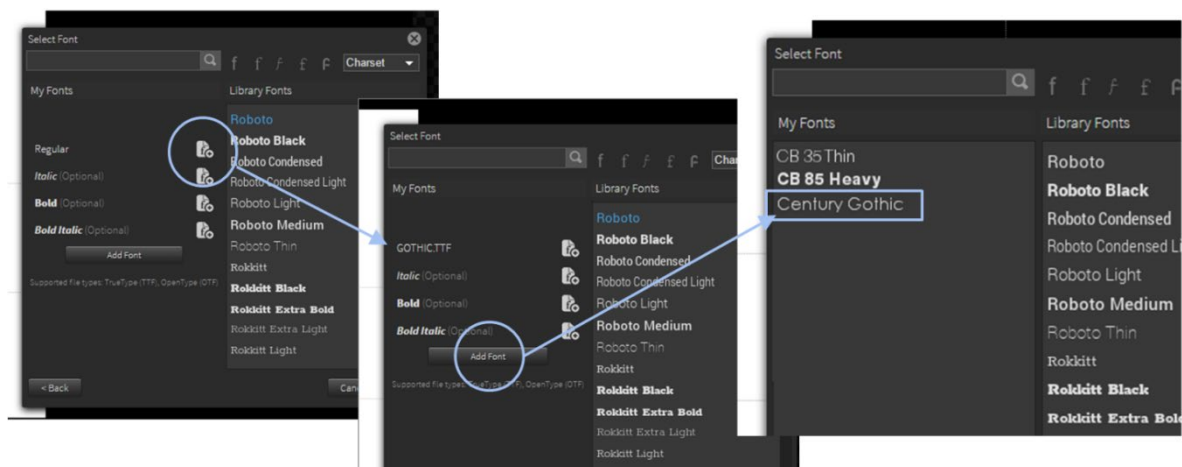 Select Font
Charset
My Fonts
Library Fonts
Regular
Italic (Optional)
Bold (Optional)
Bold Italic (Optional)
Add Font
Supported file types: TrueType (TTF), OpenType (OTF)
< Back
Roboto
Roboto Black
Roboto Condensed
Roboto Condensed Light
Roboto Light
Roboto Medium
Roboto Thin
Rokkitt
Rokkitt Black
Rokkitt Extra Bold
Rokkitt Extra Light
Rokkitt Light
Can
Select Font
Char
My Fonts
Library Fonts
GOTHIC.TTF
Italic (Optional)
Bold (Optional)
Bold Italic (Optional)
Add Font
Supported file types: TrueType (TTF), OpenType (OTF)
Roboto
Roboto Black
Roboto Condensed
Roboto Condensed Light
Roboto Light
Roboto Medium
Roboto Thin
Rokkitt
Rokkitt Black
Rokkitt Extra Bold
Rokkitt Extra Light
Rokkitt Light
Select Font
My Fonts
Library Fonts
CB 35 Thin
CB 85 Heavy
Century Gothic
Roboto
Roboto Black
Roboto Condensed
Roboto Condensed Li
Roboto Light
Roboto Medium
Roboto Thin
Rokkitt
Rokkitt Black
Rokkitt Extra Bol